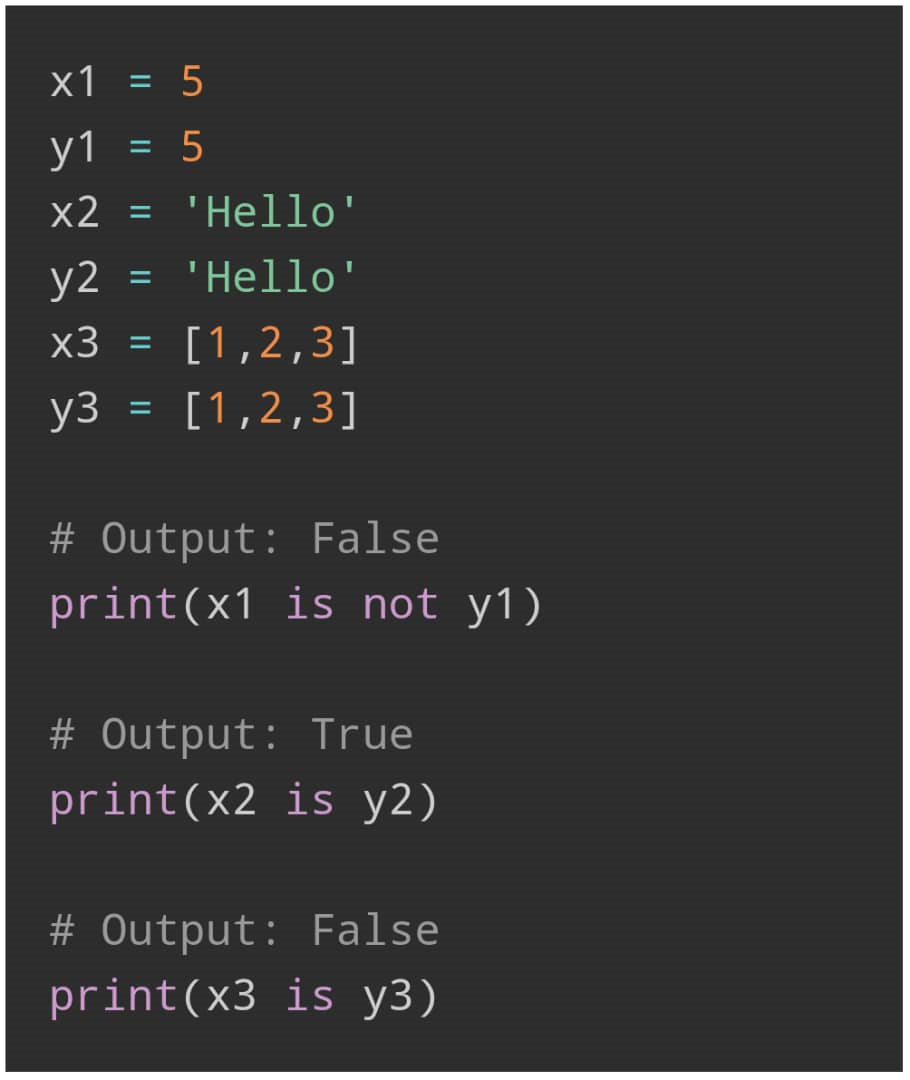 x1 = 5
y1 = 5
x2 = 'Hello'
y2 = 'Hello'
x3 = [1,2,3]
y3 = [1,2,3]
# Output: False
print(x1 is not y1)
# Output: True
print(x2 is y2)
# Output: False
print(x3 is y3)